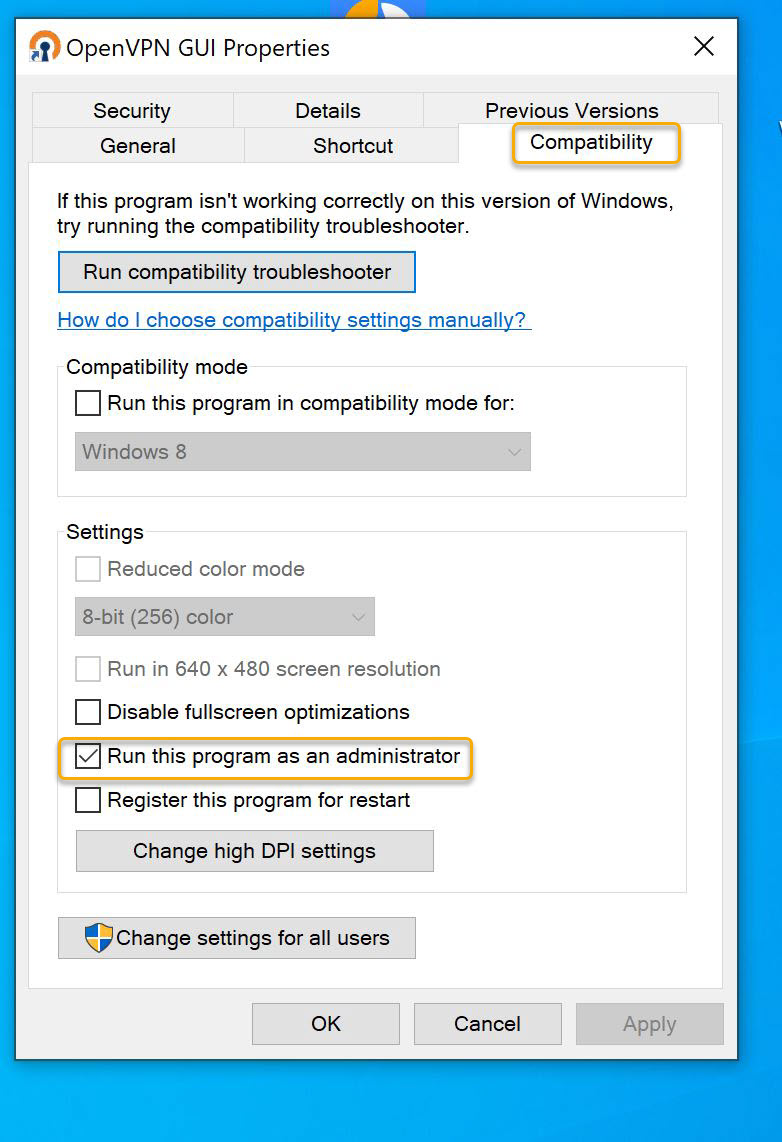 OpenVPN GUI Properties
Security
Details
Previous Versions
General
Shortcut
Compatibility
If this program isn't working correctly on this version of Windows,
try running the compatibility troubleshooter.
Run compatibility troubleshooter
How do I choose compatibility settings manually?
Compatibility mode
Run this program in compatibility mode for:
Windows 8
Settings
Reduced color mode
8-bit (256) color
Run in 640 x 480 screen resolution
Disable fullscreen optimizations
Run this program as an administrator
Register this program for restart
Change high DPI settings
Change settings for all users
OK
Cancel
Apply